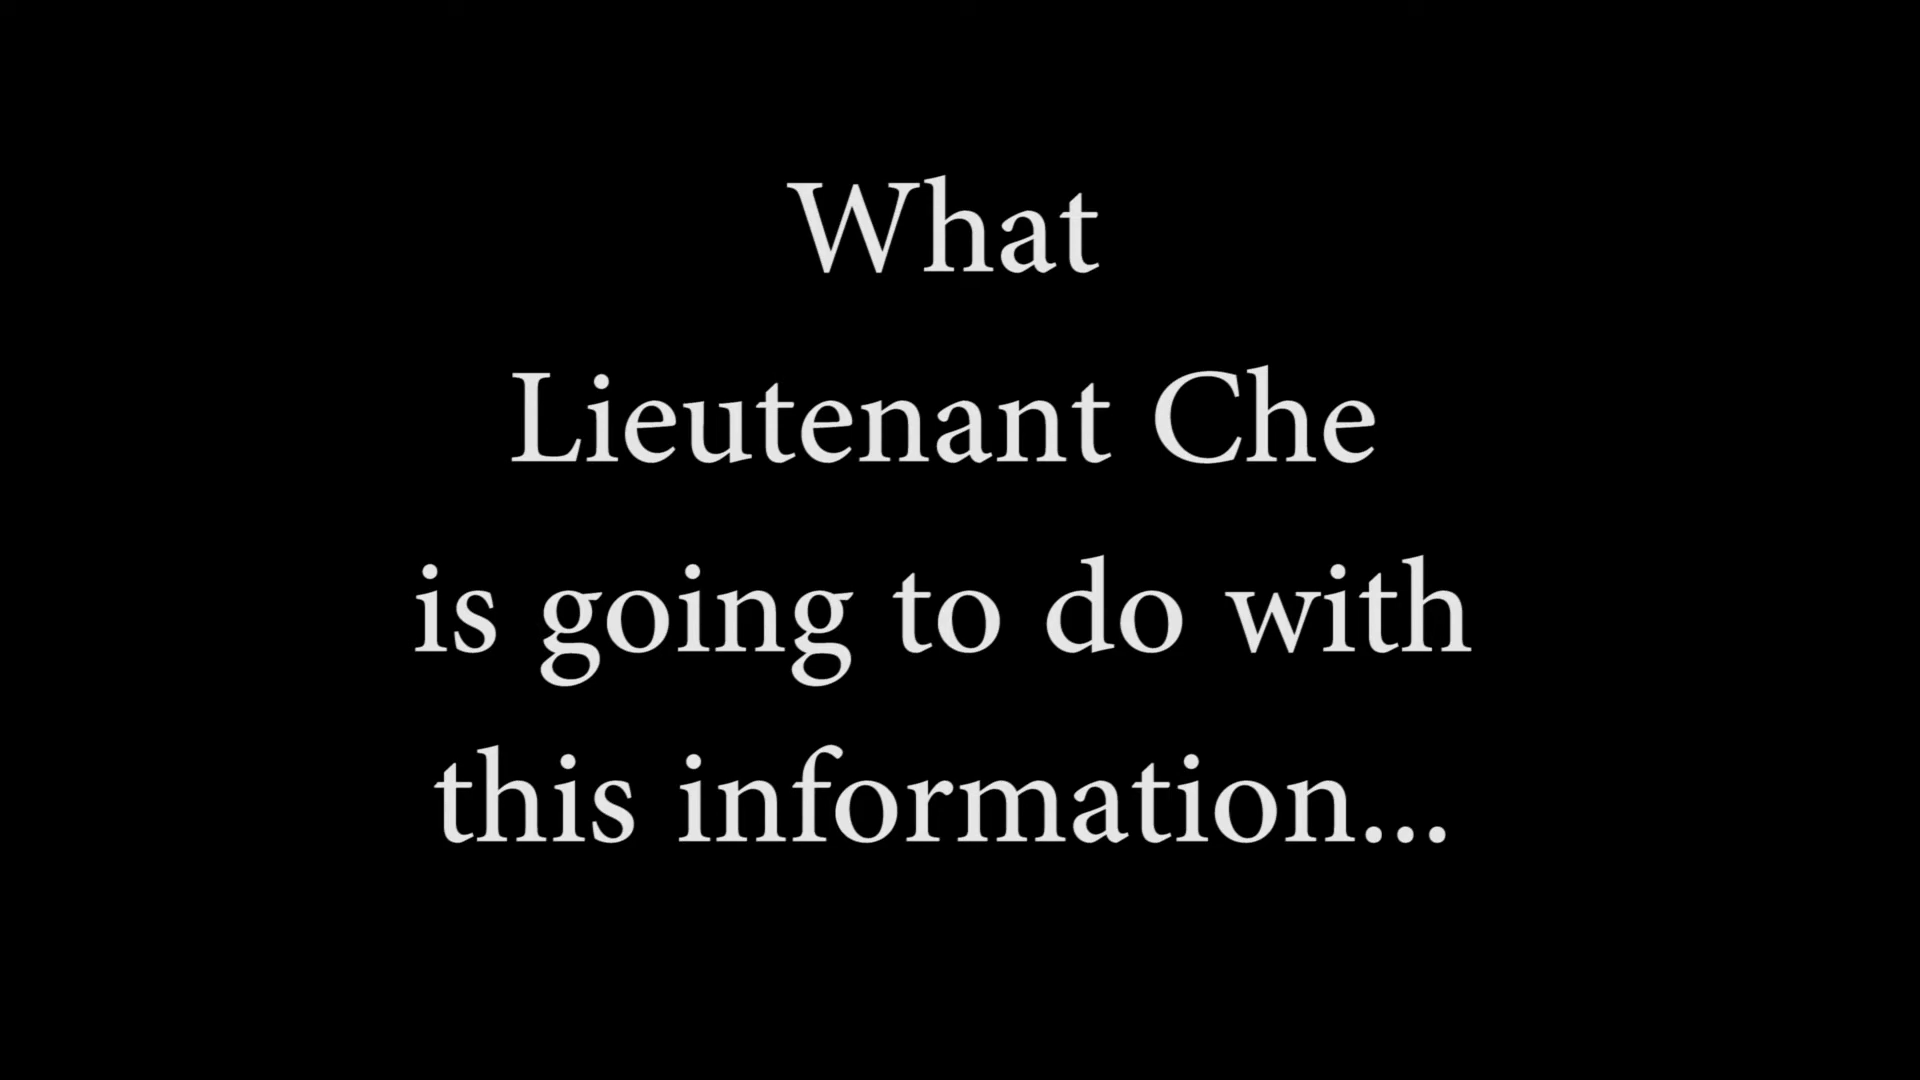 What
Lieutenant Che
is going to do with
this information...